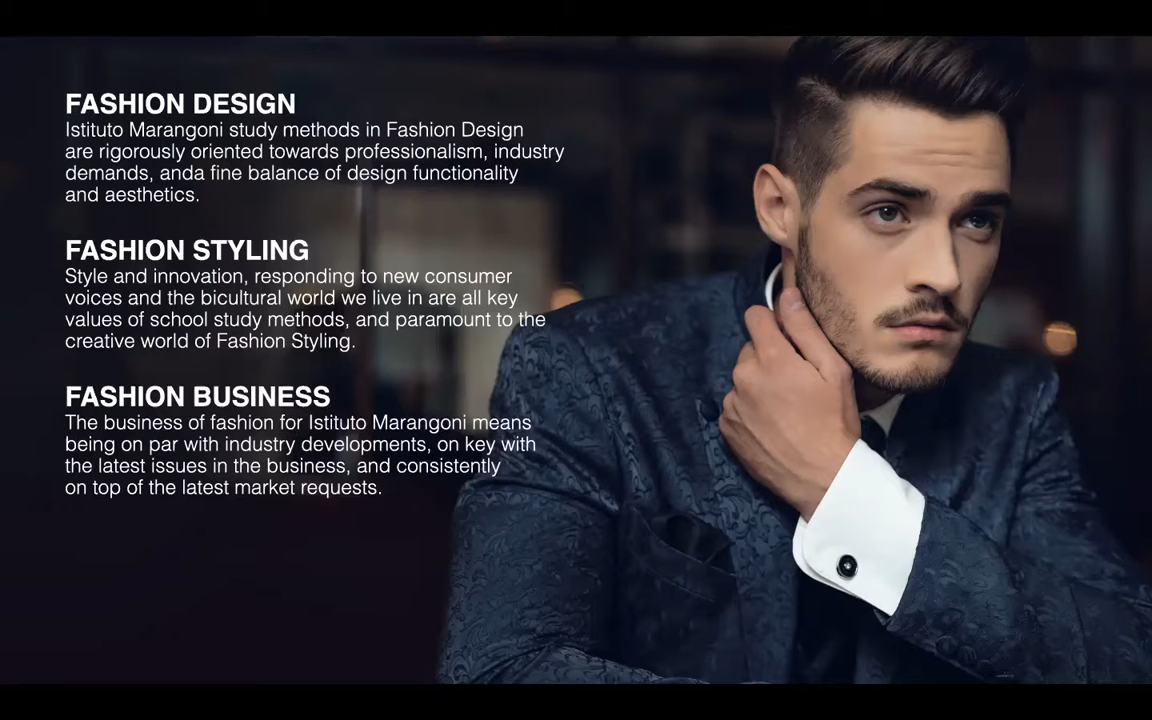 FASHION DESIGN
Istituto Marangoni study methods in Fashion Design
are rigorously oriented towards professionalism, industry
demands, anda fine balance of design functionality
and aesthetics.
FASHION STYLING
Style and innovation, responding to new consumer
voices and the bicultural world we live in are all key
values of school study methods, and paramount to the
creative world of Fashion Styling.
FASHION BUSINESS
The business of fashion for Istituto Marangoni means
being on par with industry developments, on key with
the latest issues in the business, and consistently
on top of the latest market requests.